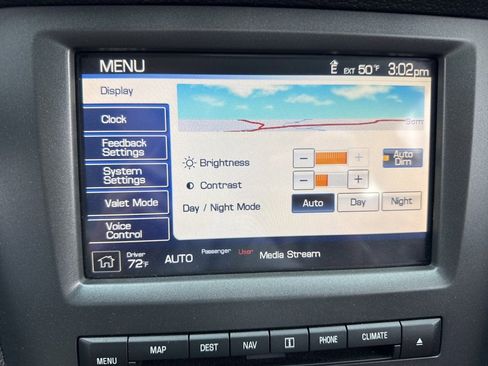 MENU E EXT 50°F 3:02pm
Display
Clock
Feedback
Settings
System
Settings
Valet Mode
Voice
Control
Brightness - + Auto
Dim
Contrast - +
Day / Night Mode Auto Day Night
Driver
72°F AUTO Passenger User Media Stream
MENU MAP DEST NAV i PHONE CLIMATE